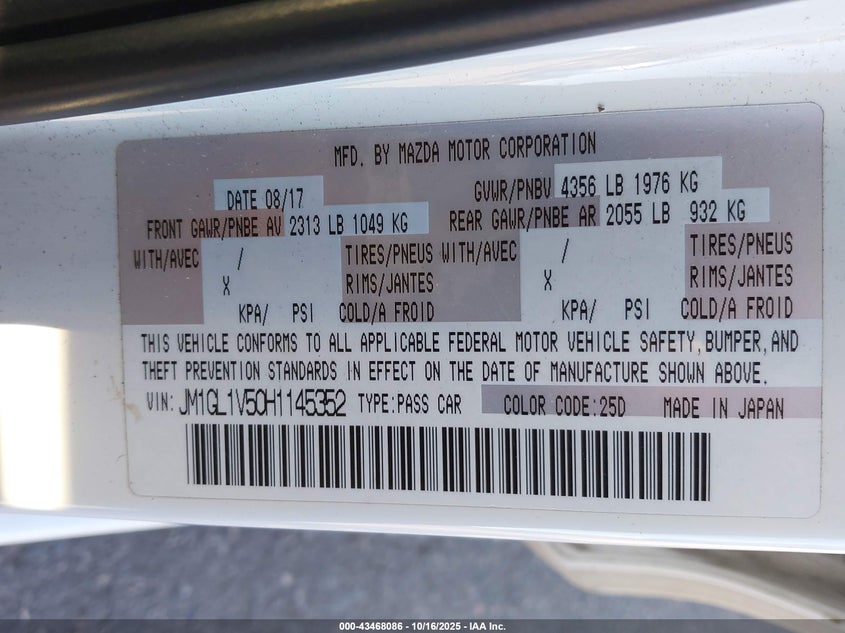 MFD. BY MAZDA MOTOR CORPORATION
DATE 08/17 GVWR/PNBV 4356 LB 1976 KG
FRONT GAWR/PNBE AV 2313 LB 1049 KG REAR GAWR/PNBE AR 2055 LB 932 KG
WITH/AVEC / TIRES/PNEUS WITH/AVEC / TIRES/PNEUS
X RIMS/JANTES X RIMS/JANTES
KPA/ PSI COLD/A FROID KPA/ PSI COLD/A FROID
THIS VEHICLE CONFORMS TO ALL APPLICABLE FEDERAL MOTOR VEHICLE SAFETY, BUMPER, AND
THEFT PREVENTION STANDARDS IN EFFECT ON THE DATE OF MANUFACTURE SHOWN ABOVE.
VIN: JM1GL1V50H1145352 TYPE:PASS CAR COLOR CODE:25D MADE IN JAPAN
000-43468086 - 10/16/2025 - IAA Inc.